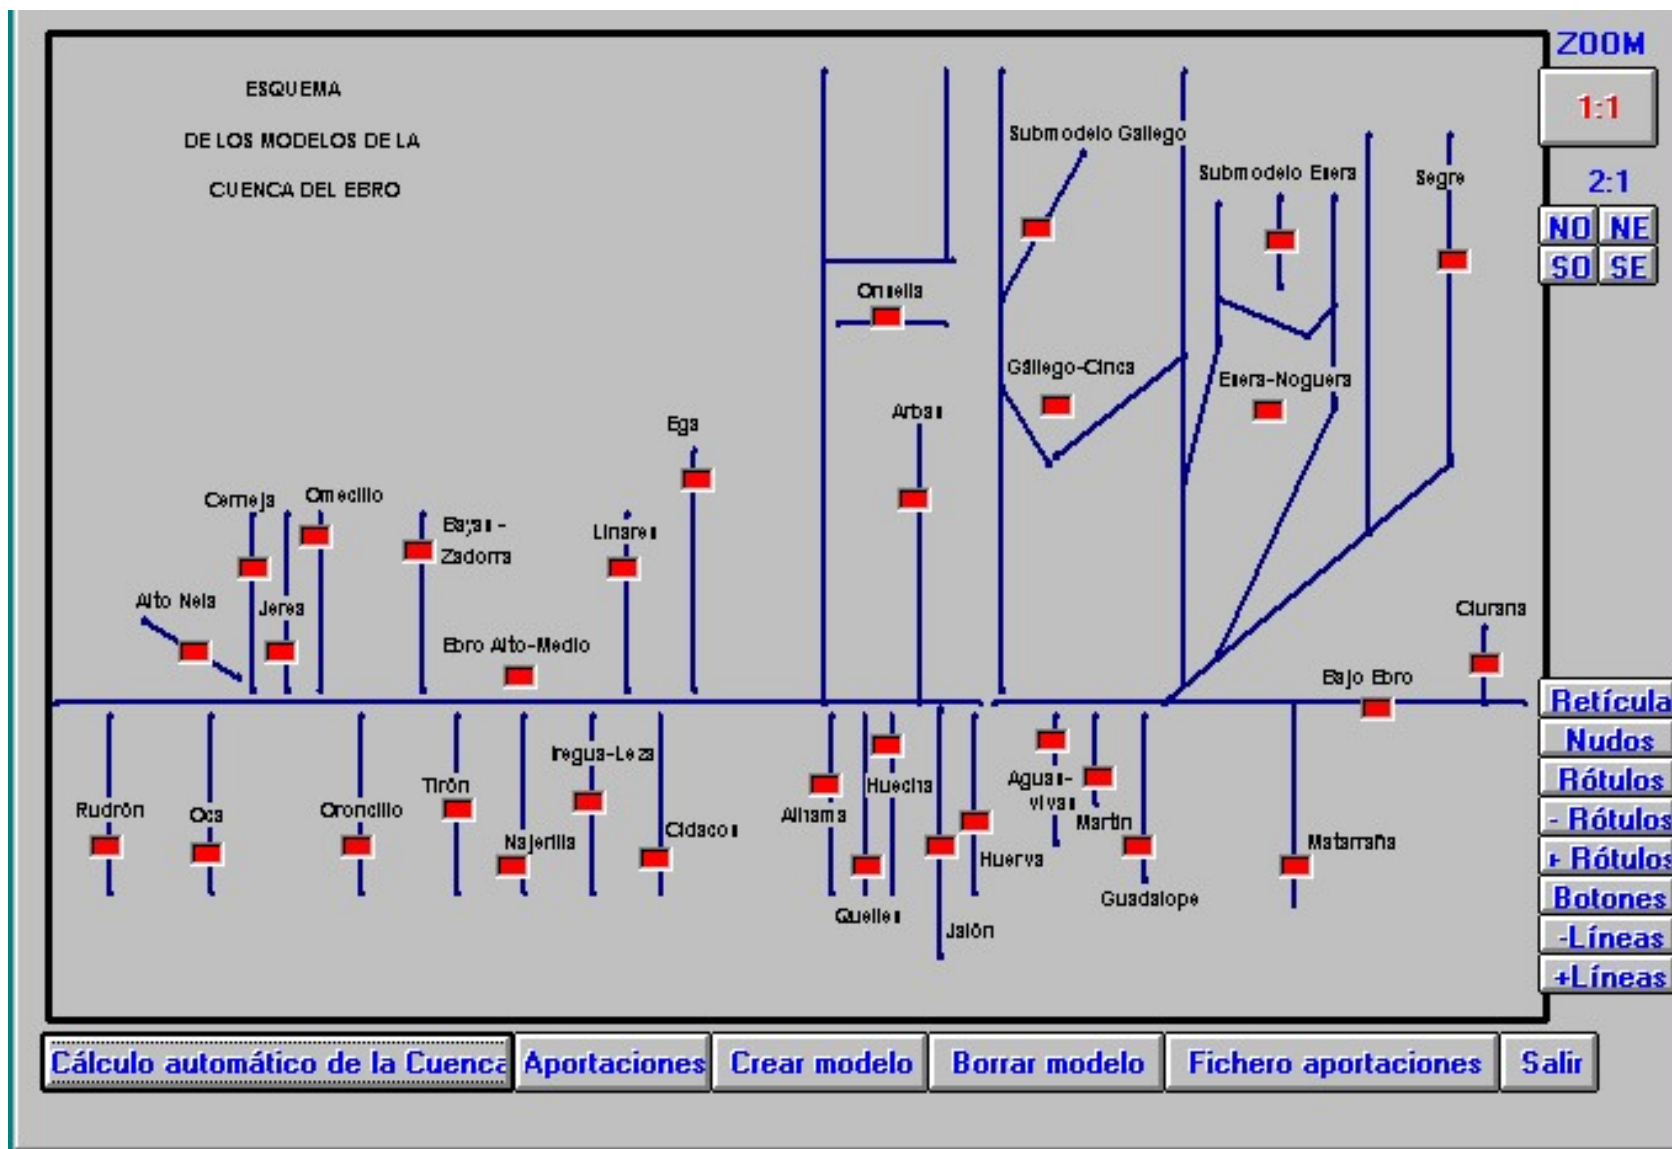 ESQUEMA
DE LOS MODELOS DE LA
CUENCA DEL EBRO
ZOOM
1:1
2:1
NO NE
SO SE
Submodelo Gallego
Submodelo Esera
Segre
Onsella
Gállego-Cinca
Esera-Noguera
Arbas
Ega
Cerneja
Omecillo
Bayas-
Zadorra
Linares
Alto Nela
Jerea
Ebro Alto-Medio
Ciurana
Bajo Ebro
Rudrón
Oca
Oroncillo
Tirón
Najerilla
Iregua-Leza
Cidacos
Alhama
Queiles
Huecha
Jalón
Huerva
Aguas-
vivas
Martin
Guadalope
Matarraña
Retícula
Nudos
Rótulos
- Rótulos
+ Rótulos
Botones
-Líneas
+Líneas
Cálculo automático de la Cuenca
Aportaciones
Crear modelo
Borrar modelo
Fichero aportaciones
Salir